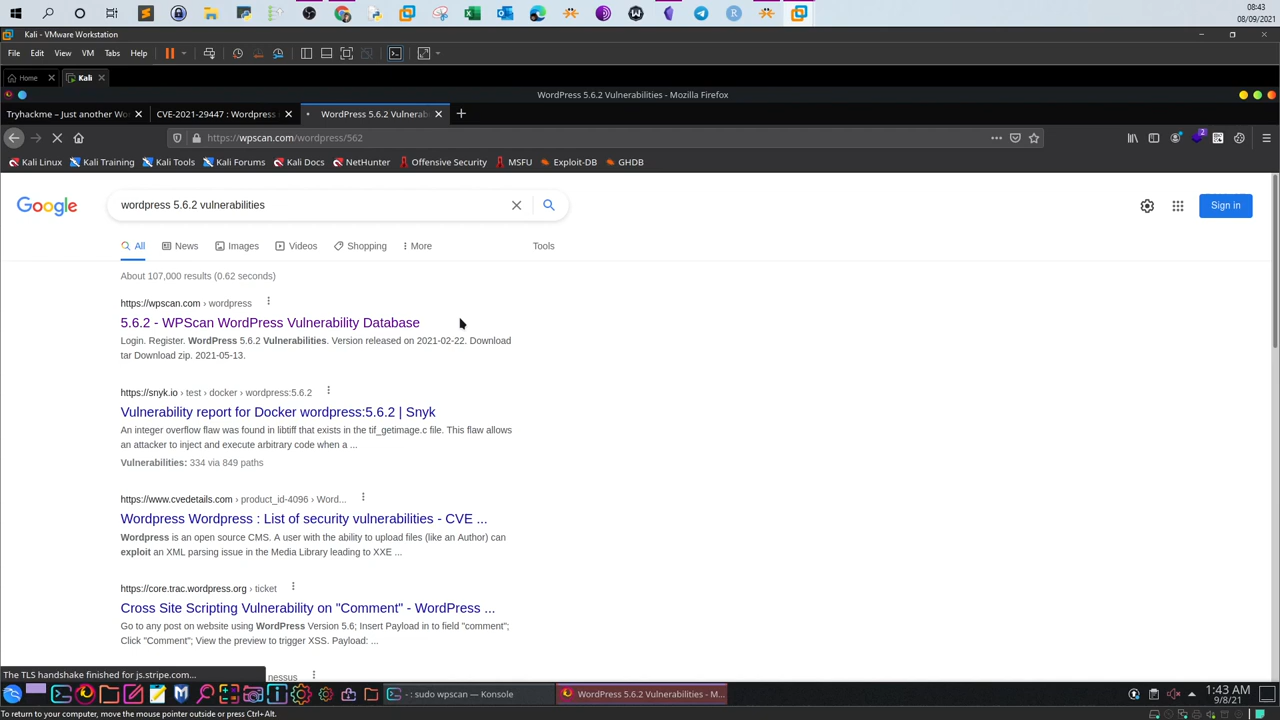 08:43
08/09/2021
Kali - VMware Workstation
File Edit View VM Tabs Help
Home Kali
WordPress 5.6.2 Vulnerabilities - Mozilla Firefox
Tryhackme – Just another Wo CVE-2021-29447 : Wordpress WordPress 5.6.2 Vulnerab
https://wpscan.com/wordpress/562
2
Kali Linux Kali Training Kali Tools Kali Forums Kali Docs NetHunter Offensive Security MSFU Exploit-DB GHDB
Google wordpress 5.6.2 vulnerabilities Sign in
All News Images Videos Shopping More Tools
About 107,000 results (0.62 seconds)
https://wpscan.com › wordpress
5.6.2 - WPScan WordPress Vulnerability Database
Login. Register. WordPress 5.6.2 Vulnerabilities. Version released on 2021-02-22. Download
tar Download zip. 2021-05-13.
https://snyk.io › test › docker › wordpress:5.6.2
Vulnerability report for Docker wordpress:5.6.2 | Snyk
An integer overflow flaw was found in libtiff that exists in the tif_getimage.c file. This flaw allows
an attacker to inject and execute arbitrary code when a ...
Vulnerabilities: 334 via 849 paths
https://www.cvedetails.com › product_id-4096 › Word...
Wordpress Wordpress : List of security vulnerabilities - CVE ...
Wordpress is an open source CMS. A user with the ability to upload files (like an Author) can
exploit an XML parsing issue in the Media Library leading to XXE ...
https://core.trac.wordpress.org › ticket
Cross Site Scripting Vulnerability on "Comment" - WordPress ...
Go to any post on website using WordPress Version 5.6; Insert Payload in to field "comment";
Click "Comment"; View the preview to trigger XSS. Payload: ...
The TLS handshake finished for js.stripe.com... nessus
- : sudo wpscan — Konsole WordPress 5.6.2 Vulnerabilities - M...
1:43 AM
9/8/21
To return to your computer, move the mouse pointer outside or press Ctrl+Alt.